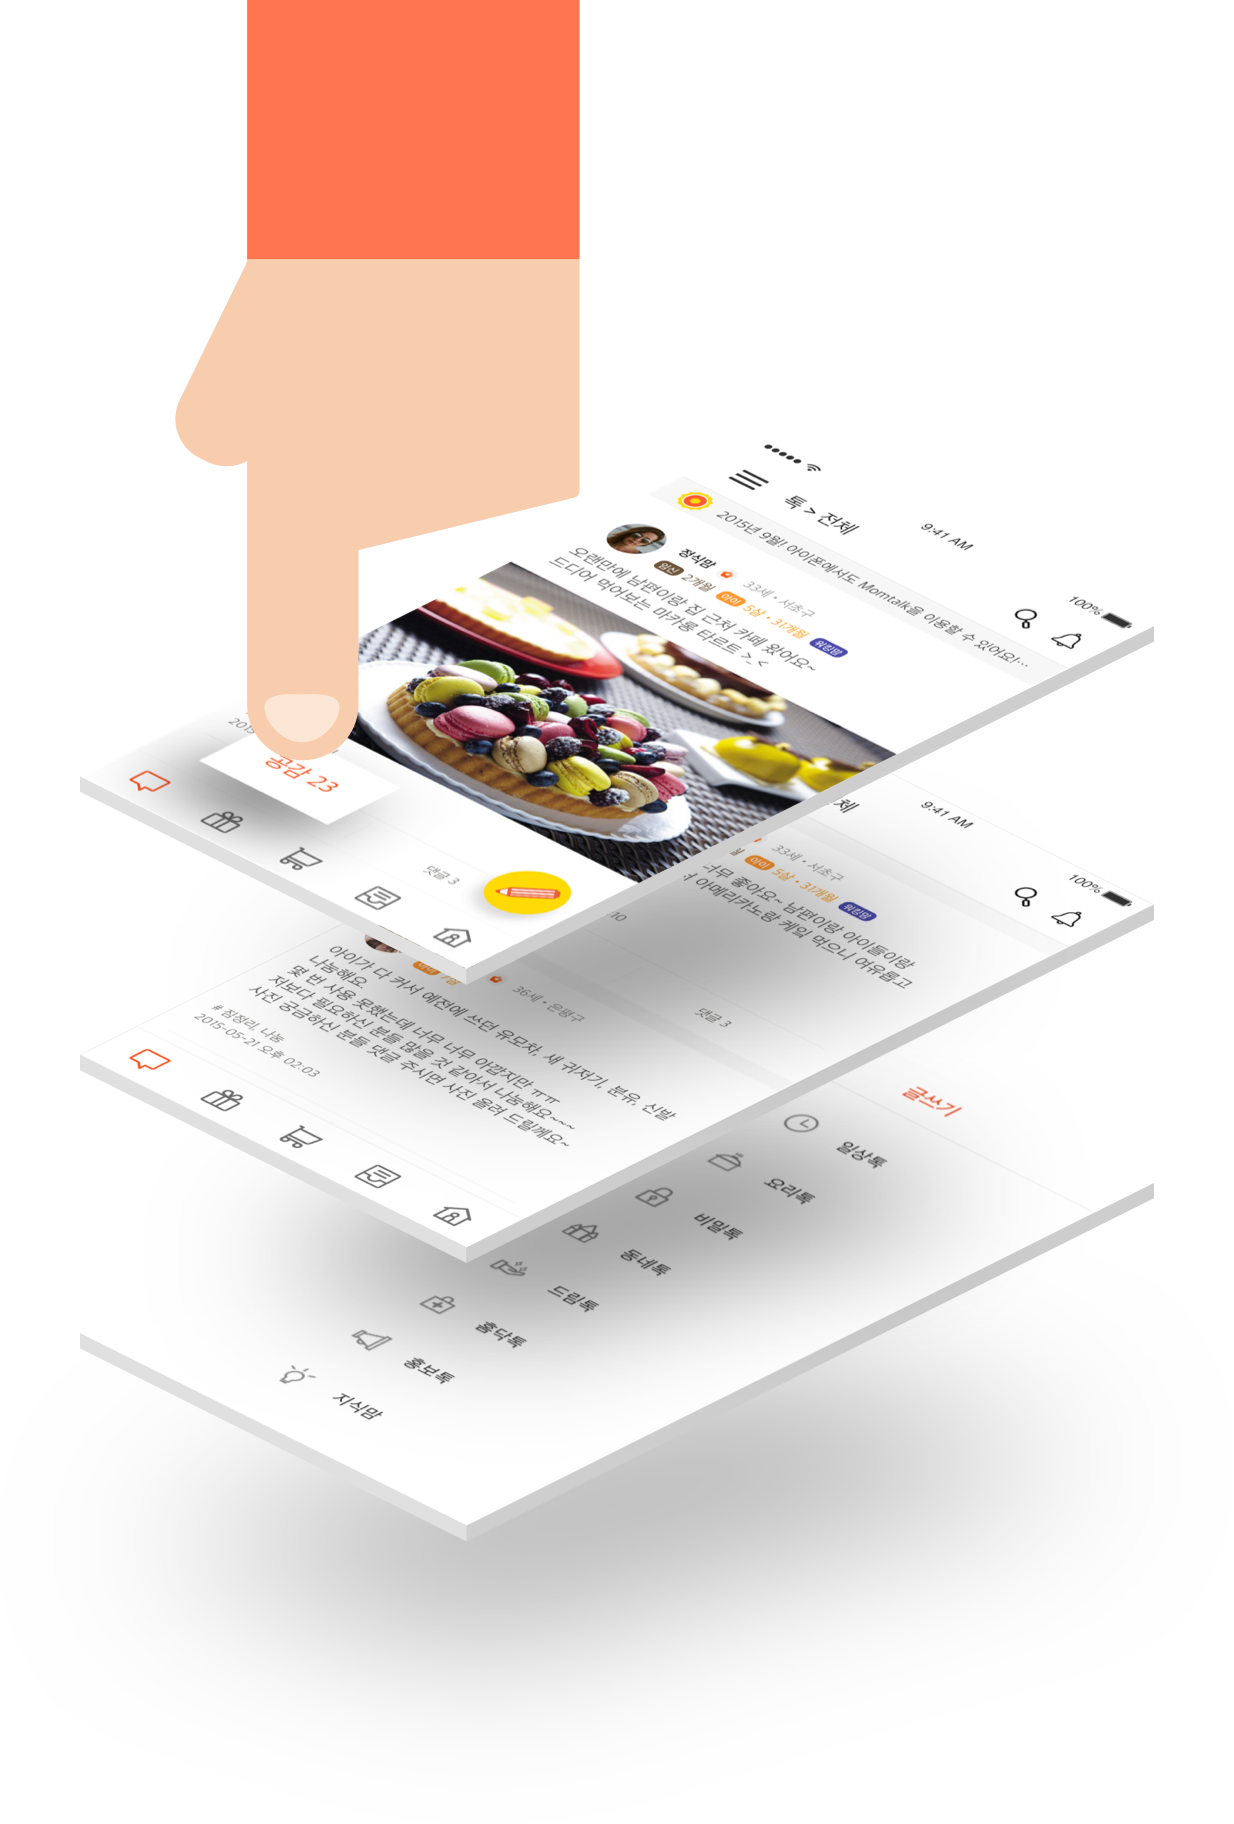 톡 > 전체
9:41 AM
100%
2015년 9월! 아이폰에서도 Momtalk을 이용할 수 있어요!...
정식맘
33세 • 서초구
임신 2개월 아이 5살 • 31개월 워킹맘
오랜만에 남편이랑 집 근처 카페 왔어요~
드디어 먹어보는 마카롱 타르트 >_<
공감 23
댓글 3
체
9:41 AM
100%
33세 • 서초구
아이 5살 • 31개월 워킹맘
너무 좋아요~ 남편이랑 아이들이랑
아메리카노랑 케잌 먹으니 여유롭고
10
댓글 3
36세 • 은평구
아이가 다 커서 예전에 쓰던 유모차, 새 귀저기, 분유, 신발
나눔해요.
몇 번 사용 못했는데 너무 너무 아깝지만 ㅠㅠ
저보다 필요하신 분들 많을 것 같아서 나눔해요~~~
사진 궁금하신 분들 댓글 주시면 사진 올려 드릴께요~
# 짐정리, 나눔
2015-05-21 오후 02:03
글쓰기
일상톡
요리톡
비밀톡
동네톡
드림톡
홈닥톡
홍보톡
지식맘